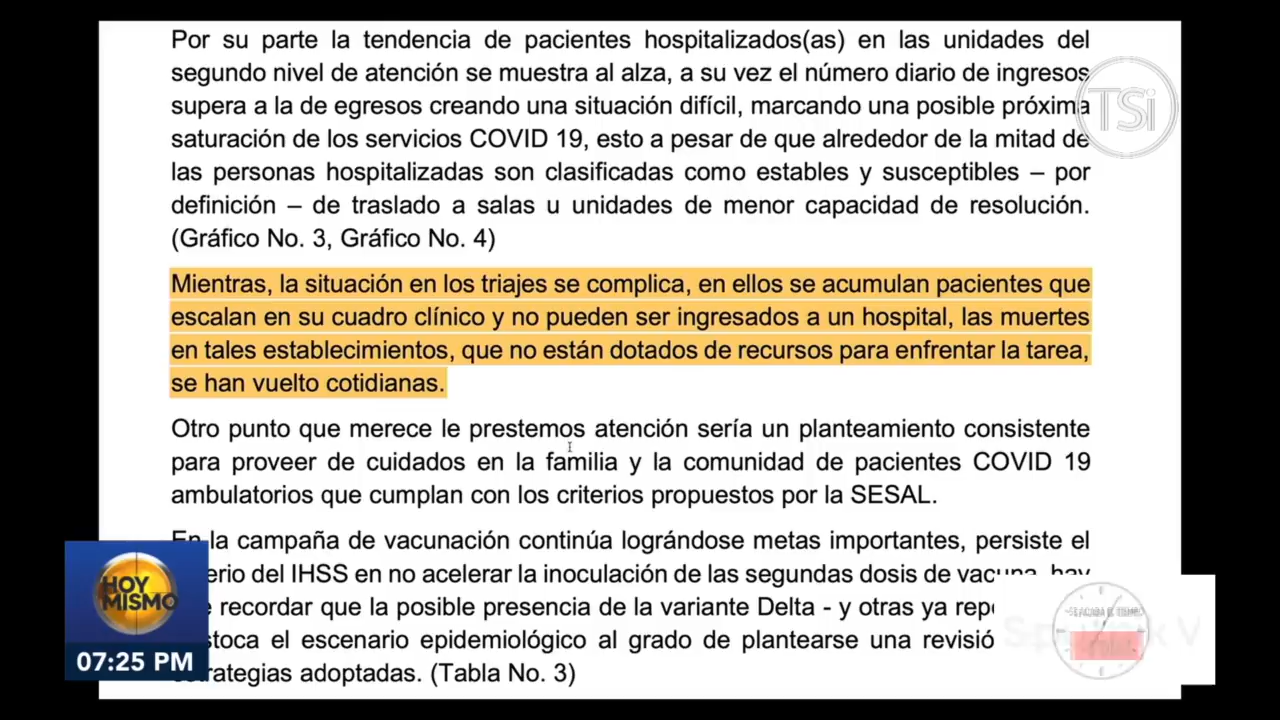 Por su parte la tendencia de pacientes hospitalizados(as) en las unidades del
segundo nivel de atención se muestra al alza, a su vez el número diario de ingresos
supera a la de egresos creando una situación difícil, marcando una posible próxima
saturación de los servicios COVID 19, esto a pesar de que alrededor de la mitad de
las personas hospitalizadas son clasificadas como estables y susceptibles – por
definición – de traslado a salas u unidades de menor capacidad de resolución.
(Gráfico No. 3, Gráfico No. 4)
TSi
Mientras, la situación en los triajes se complica, en ellos se acumulan pacientes que
escalan en su cuadro clínico y no pueden ser ingresados a un hospital, las muertes
en tales establecimientos, que no están dotados de recursos para enfrentar la tarea,
se han vuelto cotidianas.
Otro punto que merece le prestemos atención sería un planteamiento consistente
para proveer de cuidados en la familia y la comunidad de pacientes COVID 19
ambulatorios que cumplan con los criterios propuestos por la SESAL.
En la campaña de vacunación continúa lográndose metas importantes, persiste el
erio del IHSS en no acelerar la inoculación de las segundas dosis de vacuna, hay
recordar que la posible presencia de la variante Delta - y otras ya rep
stoca el escenario epidemiológico al grado de plantearse una revisió
rategias adoptadas. (Tabla No. 3)
HOY
MISMO
07:25 PM
SE ACABA EL TIEMPO